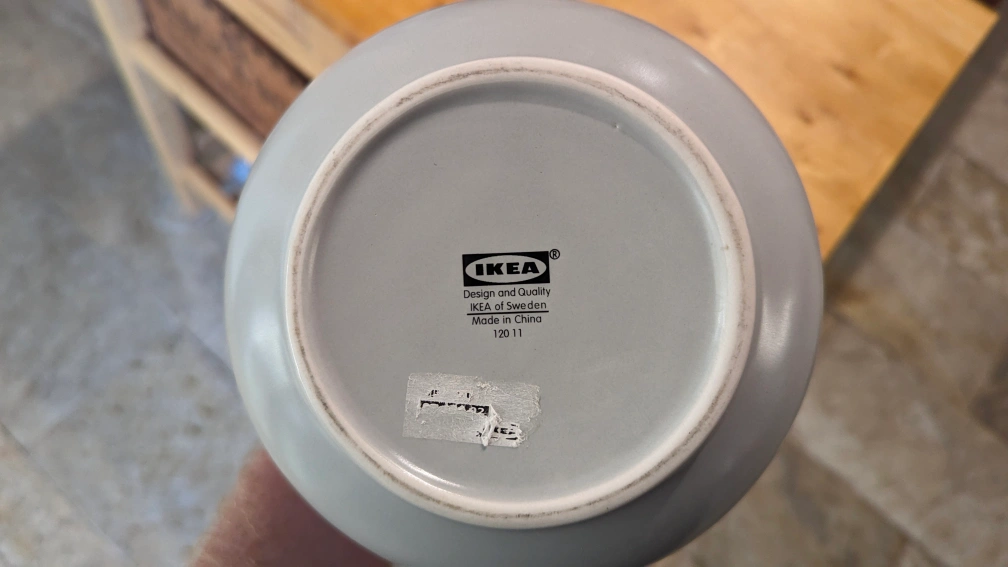 IKEA®
Design and Quality
IKEA of Sweden
Made in China
120 11